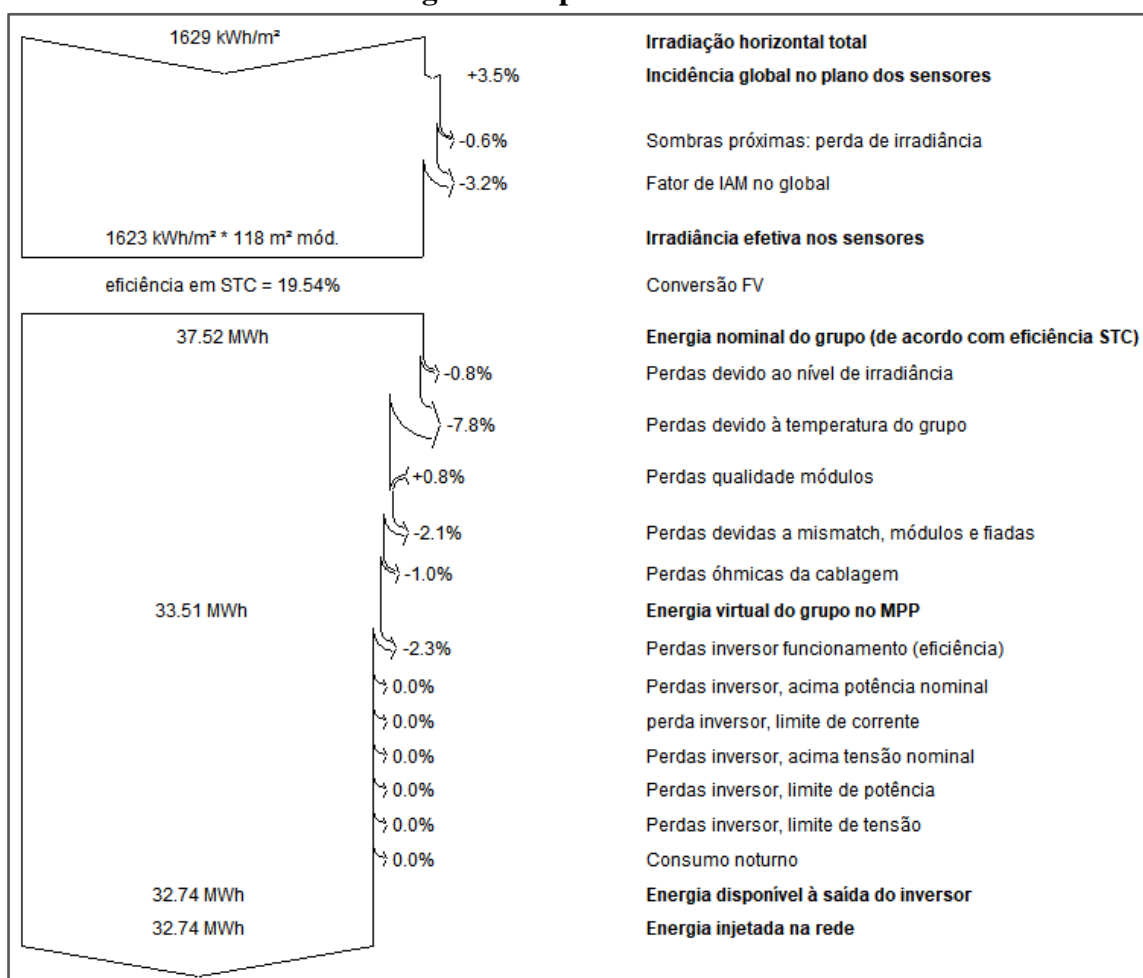 1629 kWh/m² Irradiação horizontal total
+3.5% Incidência global no plano dos sensores
-0.6% Sombras próximas: perda de irradiância
-3.2% Fator de IAM no global
1623 kWh/m² * 118 m² mód. Irradiância efetiva nos sensores
eficiência em STC = 19.54% Conversão FV
37.52 MWh Energia nominal do grupo (de acordo com eficiência STC)
-0.8% Perdas devido ao nível de irradiância
-7.8% Perdas devido à temperatura do grupo
+0.8% Perdas qualidade módulos
-2.1% Perdas devidas a mismatch, módulos e fiadas
-1.0% Perdas óhmicas da cablagem
33.51 MWh Energia virtual do grupo no MPP
-2.3% Perdas inversor funcionamento (eficiência)
0.0% Perdas inversor, acima potência nominal
0.0% perda inversor, limite de corrente
0.0% Perdas inversor, acima tensão nominal
0.0% Perdas inversor, limite de potência
0.0% Perdas inversor, limite de tensão
0.0% Consumo noturno
32.74 MWh Energia disponível à saída do inversor
32.74 MWh Energia injetada na rede